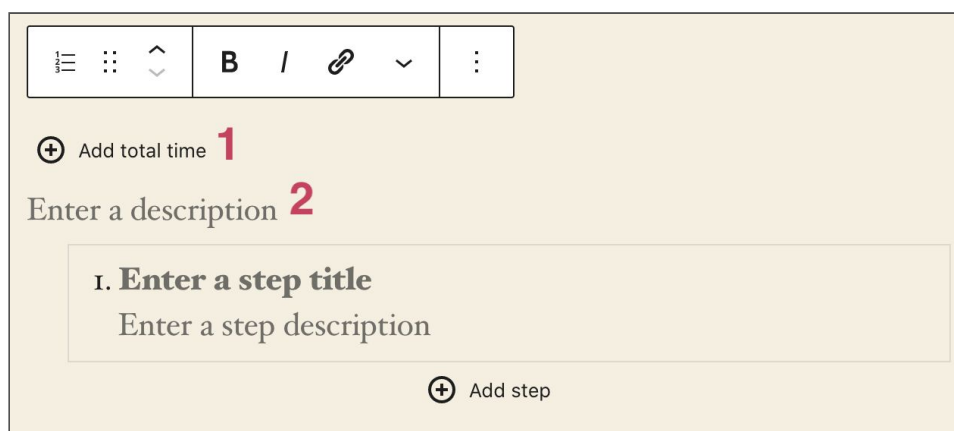 B I
Add total time 1
Enter a description 2
1. Enter a step title
Enter a step description
Add step